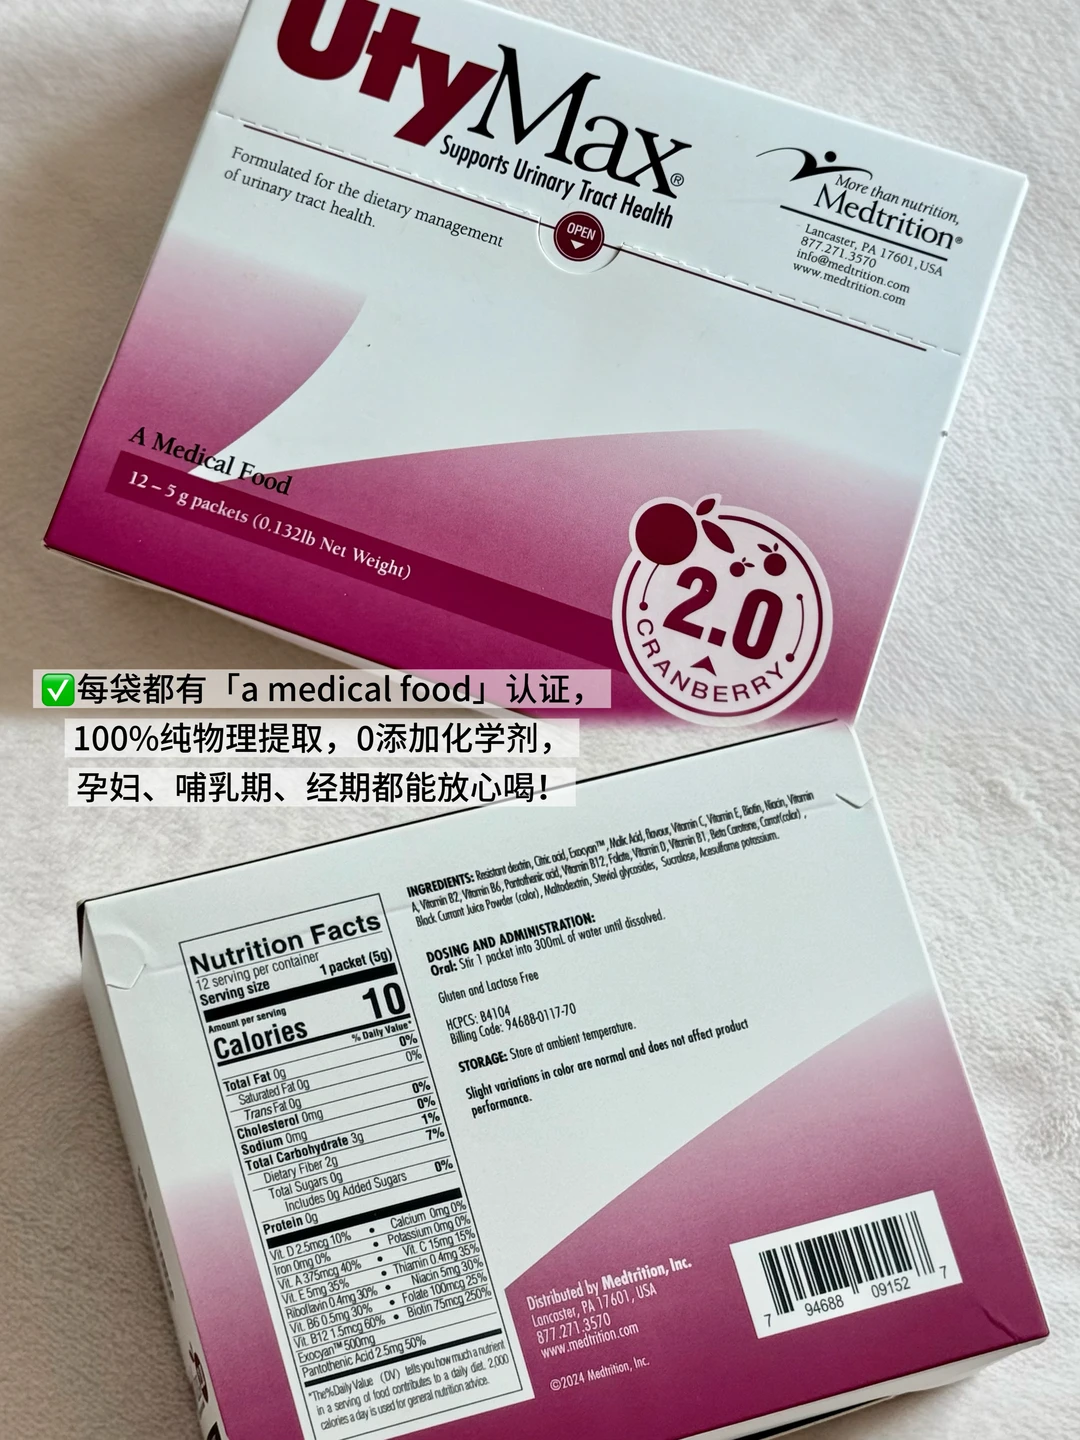 UtyMax®
Supports Urinary Tract Health
Formulated for the dietary management
of urinary tract health.
OPEN
More than nutrition,
Medtrition®
Lancaster, PA 17601, USA
877.271.3570
info@medtrition.com
www.medtrition.com
A Medical Food
12 – 5 g packets (0.132lb Net Weight)
2.0
CRANBERRY
✅每袋都有「a medical food」认证，
100%纯物理提取，0添加化学剂，
孕妇、哺乳期、经期都能放心喝！
INGREDIENTS: Resistant dextrin, Citric acid, Exocyan™, Malic Acid, flavour, Vitamin C, Vitamin E, Biotin, Niacin, Vitamin
A, Vitamin B2, Vitamin B6, Pantothenic acid, Vitamin B12, Folate, Vitamin D, Vitamin B1, Beta Carotene, Carrot(color) ,
Black Currant Juice Powder (color), Maltodextrin, Steviol glycosides, Sucralose, Acesulfame potassium.
DOSING AND ADMINISTRATION:
Oral: Stir 1 packet into 300mL of water until dissolved.
Gluten and Lactose Free
HCPCS: B4104
Billing Code: 94688-0117-70
STORAGE: Store at ambient temperature.
Slight variations in color are normal and does not affect product
performance.
Nutrition Facts
12 serving per container
Serving size 1 packet (5g)
Amount per serving
Calories 10
% Daily Value*
Total Fat 0g 0%
Saturated Fat 0g 0%
Trans Fat 0g
Cholesterol 0mg 0%
Sodium 0mg 0%
Total Carbohydrate 3g 1%
Dietary Fiber 2g 7%
Total Sugars 0g
Includes 0g Added Sugars 0%
Protein 0g
Vit. D 2.5mcg 10% • Calcium 0mg 0%
Iron 0mg 0% • Potassium 0mg 0%
Vit. A 375mcg 40% • Vit. C 15mg 15%
Vit. E 5mg 35% • Thiamin 0.4mg 35%
Riboflavin 0.4mg 30% • Niacin 5mg 30%
Vit. B6 0.5mg 30% • Folate 100mcg 25%
Vit. B12 1.5mcg 60% • Biotin 75mcg 250%
Exocyan™ 500mg
Pantothenic Acid 2.5mg 50%
*The%Daily Value （DV）tells you how much a nutrient
in a serving of food contributes to a daily diet. 2,000
calories a day is used for general nutrition advice.
Distributed by Medtrition, Inc.
Lancaster, PA 17601, USA
877.271.3570
www.medtrition.com
©2024 Medtrition, Inc.
7 94688 09152 7